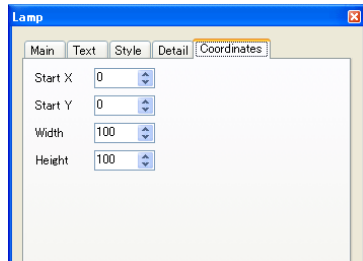 Lamp
Main Text Style Detail Coordinates
Start X 0
Start Y 0
Width 100
Height 100